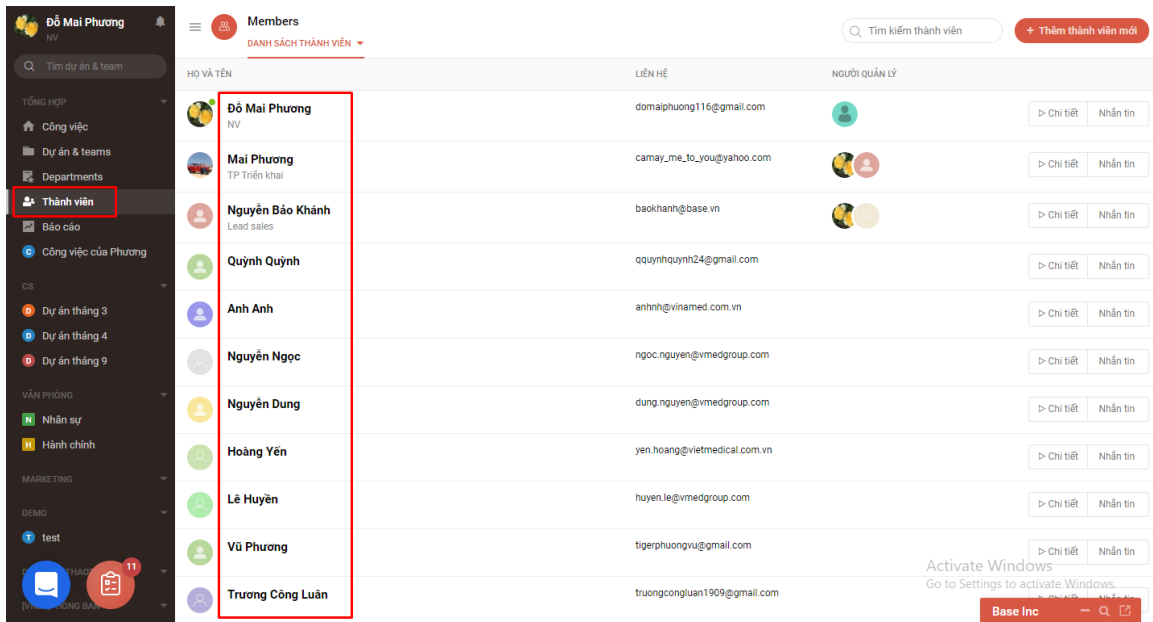 Đỗ Mai Phương
NV
Tìm dự án & team
TỔNG HỢP
Công việc
Dự án & teams
Departments
Thành viên
Báo cáo
C Công việc của Phương
CS
D Dự án tháng 3
D Dự án tháng 4
D Dự án tháng 9
VĂN PHÒNG
N Nhân sự
H Hành chính
MARKETING
DEMO
T test
11
Members
DANH SÁCH THÀNH VIÊN
Tìm kiếm thành viên
+ Thêm thành viên mới
HỌ VÀ TÊN LIÊN HỆ NGƯỜI QUẢN LÝ
Đỗ Mai Phương domaiphuong116@gmail.com Chi tiết Nhắn tin
NV
Mai Phương camay_me_to_you@yahoo.com Chi tiết Nhắn tin
TP Triển khai
Nguyễn Bảo Khánh baokhanh@base.vn Chi tiết Nhắn tin
Lead sales
Quỳnh Quỳnh qquynhquynh24@gmail.com Chi tiết Nhắn tin
Anh Anh anhnh@vinamed.com.vn Chi tiết Nhắn tin
Nguyễn Ngọc ngoc.nguyen@vmedgroup.com Chi tiết Nhắn tin
Nguyễn Dung dung.nguyen@vmedgroup.com Chi tiết Nhắn tin
Hoàng Yến yen.hoang@vietmedical.com.vn Chi tiết Nhắn tin
Lê Huyền huyen.le@vmedgroup.com Chi tiết Nhắn tin
Vũ Phương tigerphuongvu@gmail.com Chi tiết Nhắn tin
Trương Công Luân truongcongluan1909@gmail.com
Activate Windows
Go to Settings to activate Windows.
Base Inc